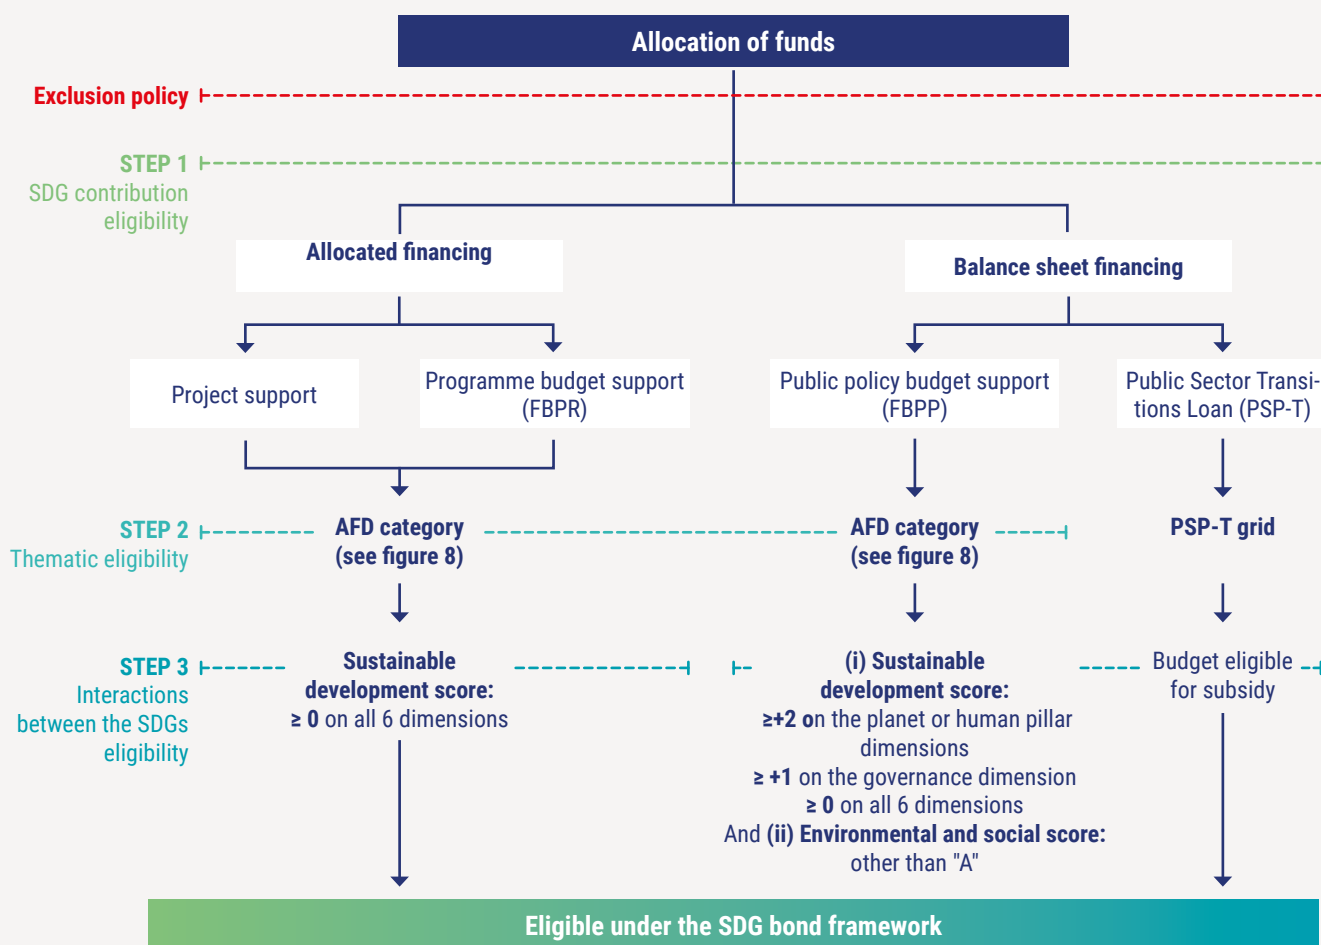 Allocation of funds
Exclusion policy
STEP 1
SDG contribution
eligibility
Allocated financing
Balance sheet financing
Project support
Programme budget support
(FBPR)
Public policy budget support
(FBPP)
Public Sector Transi-
tions Loan (PSP-T)
STEP 2
Thematic eligibility
AFD category
(see figure 8)
AFD category
(see figure 8)
PSP-T grid
STEP 3
Interactions
between the SDGs
eligibility
Sustainable
development score:
≥ 0 on all 6 dimensions
(i) Sustainable
development score:
≥+2 on the planet or human pillar
dimensions
≥ +1 on the governance dimension
≥ 0 on all 6 dimensions
And (ii) Environmental and social score:
other than "A"
Budget eligible
for subsidy
Eligible under the SDG bond framework